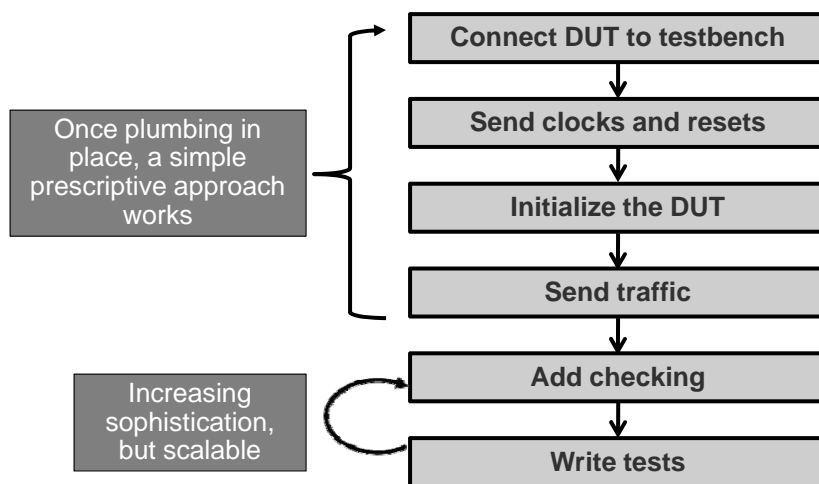 Connect DUT to testbench
Send clocks and resets
Once plumbing in
place, a simple
prescriptive approach
works
Initialize the DUT
Send traffic
Add checking
Increasing
sophistication,
but scalable
Write tests